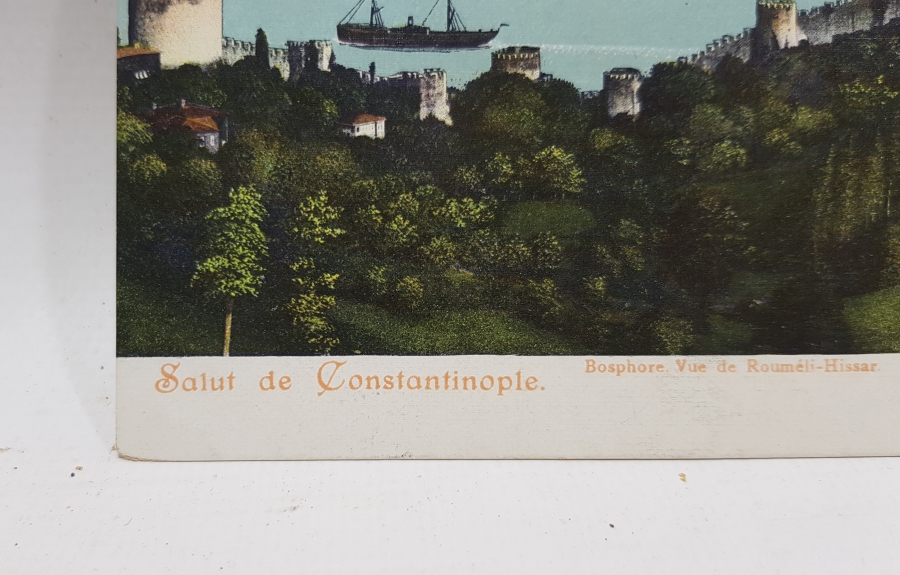 Salut de Constantinople.
Bosphore. Vue de Rouméli-Hissar.